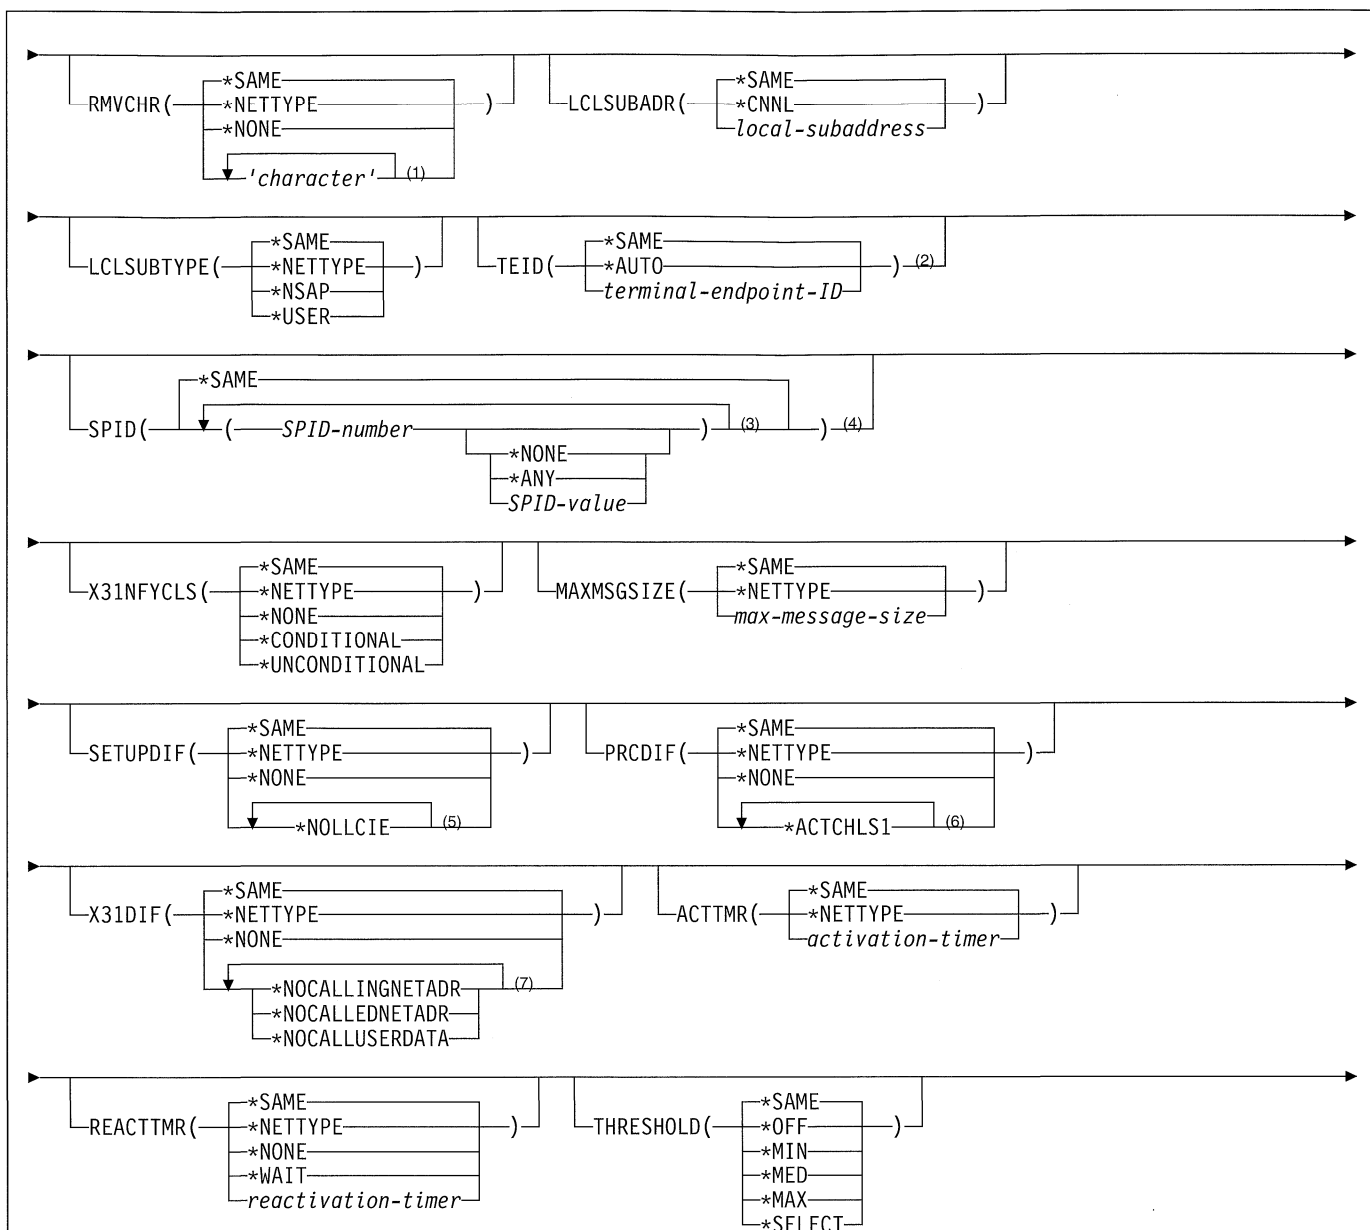 *SAME *SAME
RMVCHR( *NETTYPE ) LCLSUBADR( *CNNL )
*NONE local-subaddress
'character' (1)
*SAME *SAME
LCLSUBTYPE( *NETTYPE ) TEID( *AUTO ) (2)
*NSAP terminal-endpoint-ID
*USER
*SAME
SPID( ( SPID-number ) (3) ) (4)
*NONE
*ANY
SPID-value
*SAME *SAME
X31NFYCLS( *NETTYPE ) MAXMSGSIZE( *NETTYPE )
*NONE max-message-size
*CONDITIONAL
*UNCONDITIONAL
*SAME *SAME
SETUPDIF( *NETTYPE ) PRCDIF( *NETTYPE )
*NONE *NONE
*NOLLCIE (5) *ACTCHLS1 (6)
*SAME *SAME
X31DIF( *NETTYPE ) ACTTMR( *NETTYPE )
*NONE activation-timer
*NOCALLINGNETADR (7)
*NOCALLEDNETADR
*NOCALLUSERDATA
*SAME *SAME
REACTTMR( *NETTYPE ) THRESHOLD( *OFF )
*NONE *MIN
*WAIT *MED
reactivation-timer *MAX
*SELECT